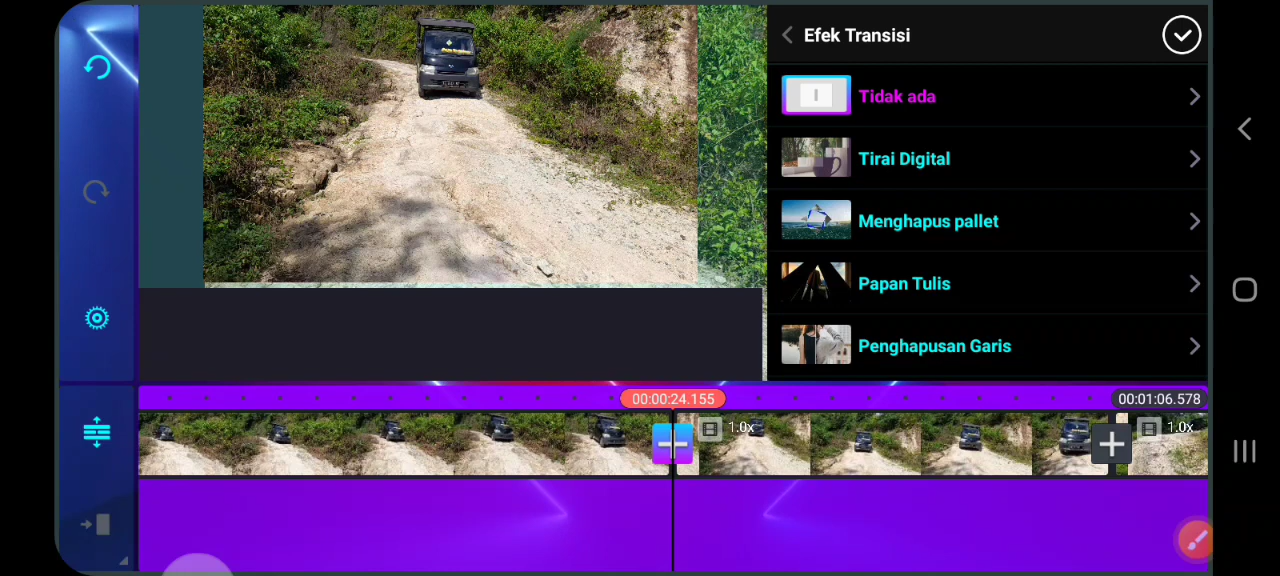 Efek Transisi
Tidak ada
Tirai Digital
Menghapus pallet
Papan Tulis
Penghapusan Garis
00:00:24.155
00:01:06.578
1.0x
1.0x